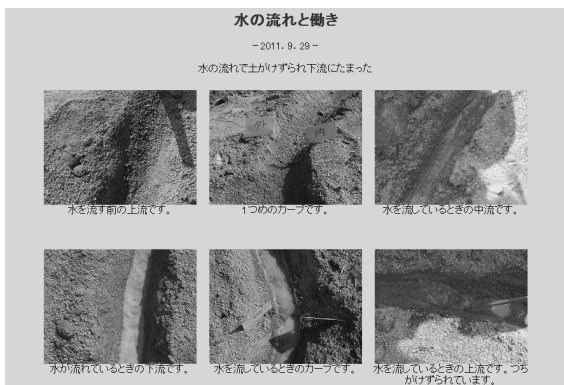 水の流れと働き
－2011．9．29－
水の流れで土がけずられ下流にたまった
外
内
水を流す前の上流です。
1つめのカーブです。
水を流しているときの中流です。
水が流れているときの下流です。
水を流しているときのカーブです。
水を流しているときの上流です。つち
がけずられています。